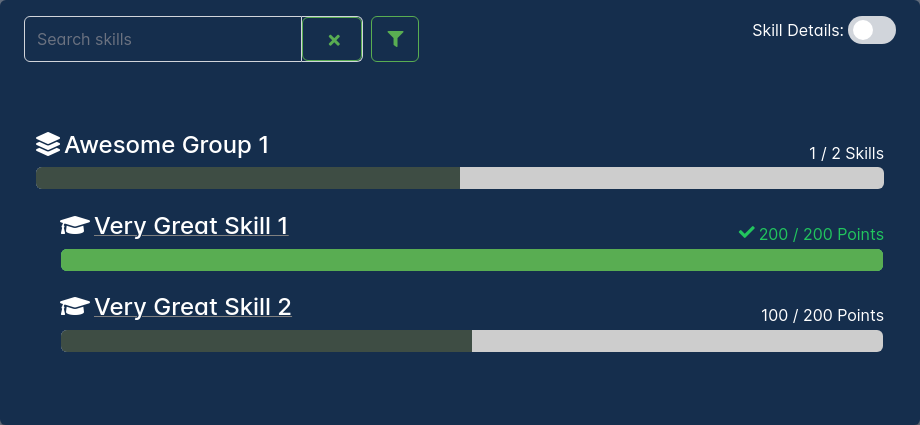 Search skills
Skill Details:
Awesome Group 1
1 / 2 Skills
Very Great Skill 1
200 / 200 Points
Very Great Skill 2
100 / 200 Points